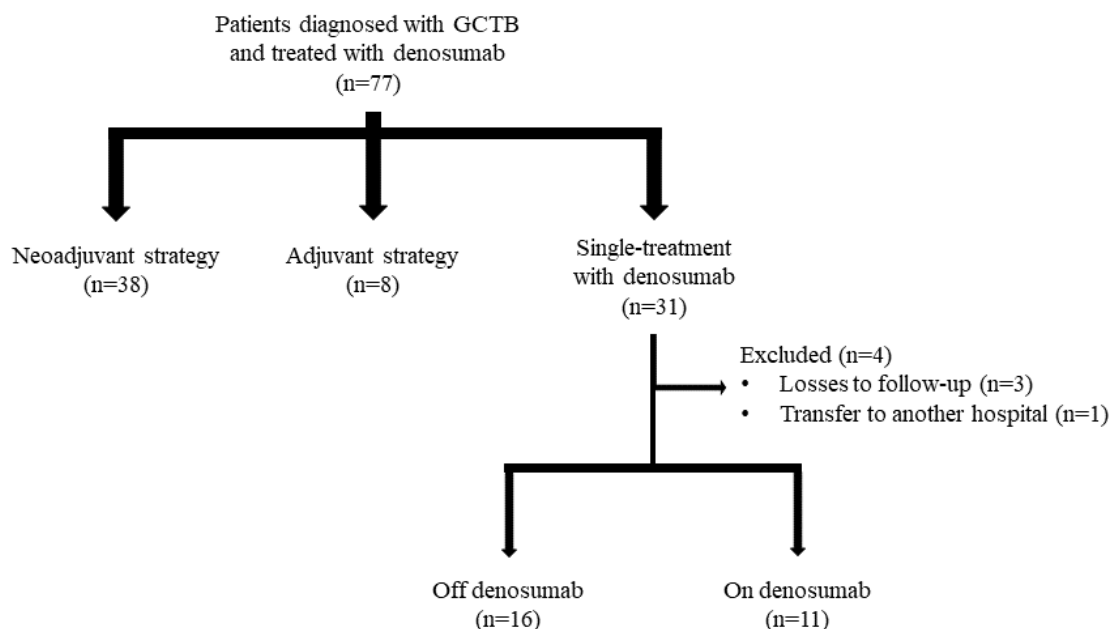 Patients diagnosed with GCTB
and treated with denosumab
(n=77)
Neoadjuvant strategy
(n=38)
Adjuvant strategy
(n=8)
Single-treatment
with denosumab
(n=31)
Excluded (n=4)
• Losses to follow-up (n=3)
• Transfer to another hospital (n=1)
Off denosumab
(n=16)
On denosumab
(n=11)